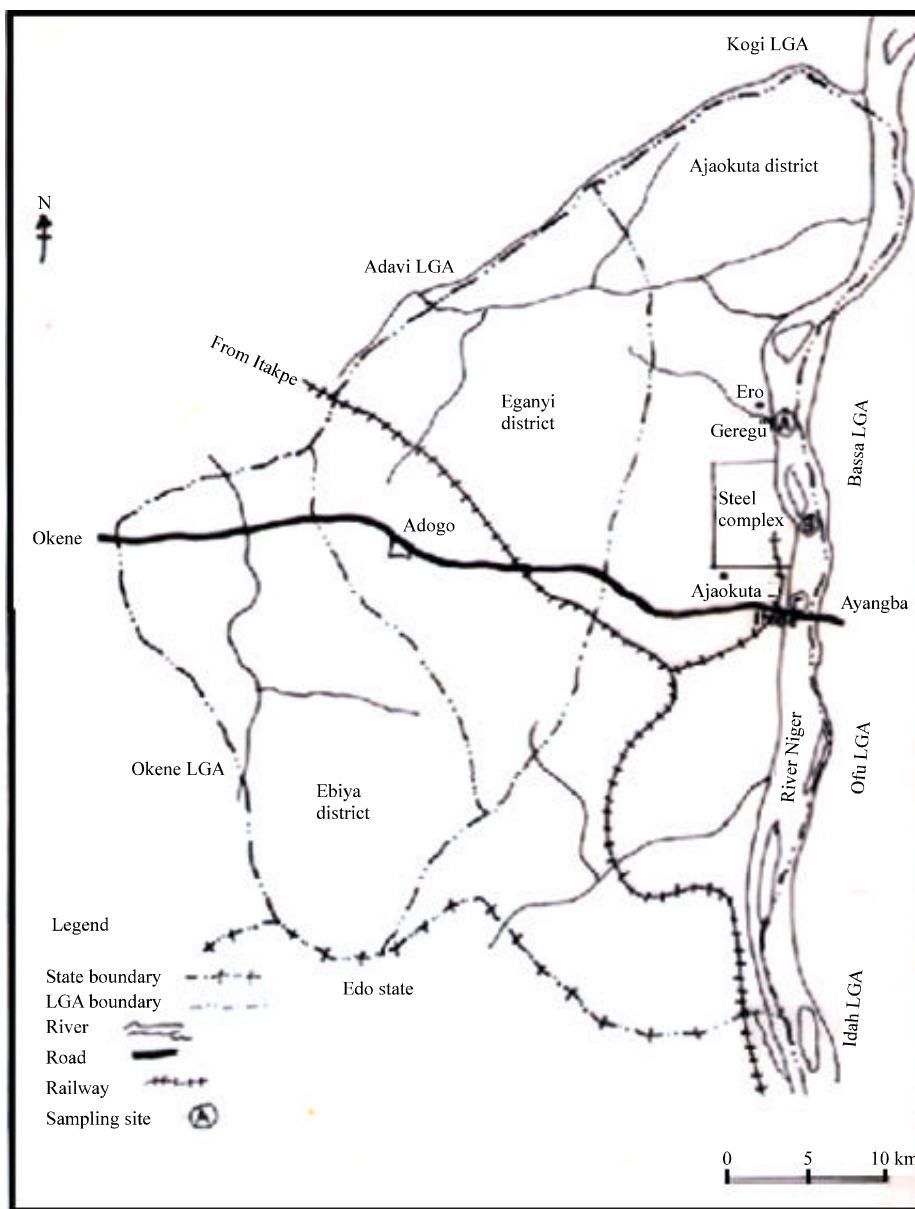 Kogi LGA
Ajaokuta district
N
Adavi LGA
From Itakpe
Eganyi
district
Ero
Geregu
A
Bassa LGA
Steel
complex
Okene
Adogo
Ajaokuta
Ayangba
River Niger
Ofu LGA
Okene LGA
Ebiya
district
Legend
State boundary
LGA boundary
River
Road
Railway
Sampling site
A
Edo state
Idah LGA
0 5 10 km